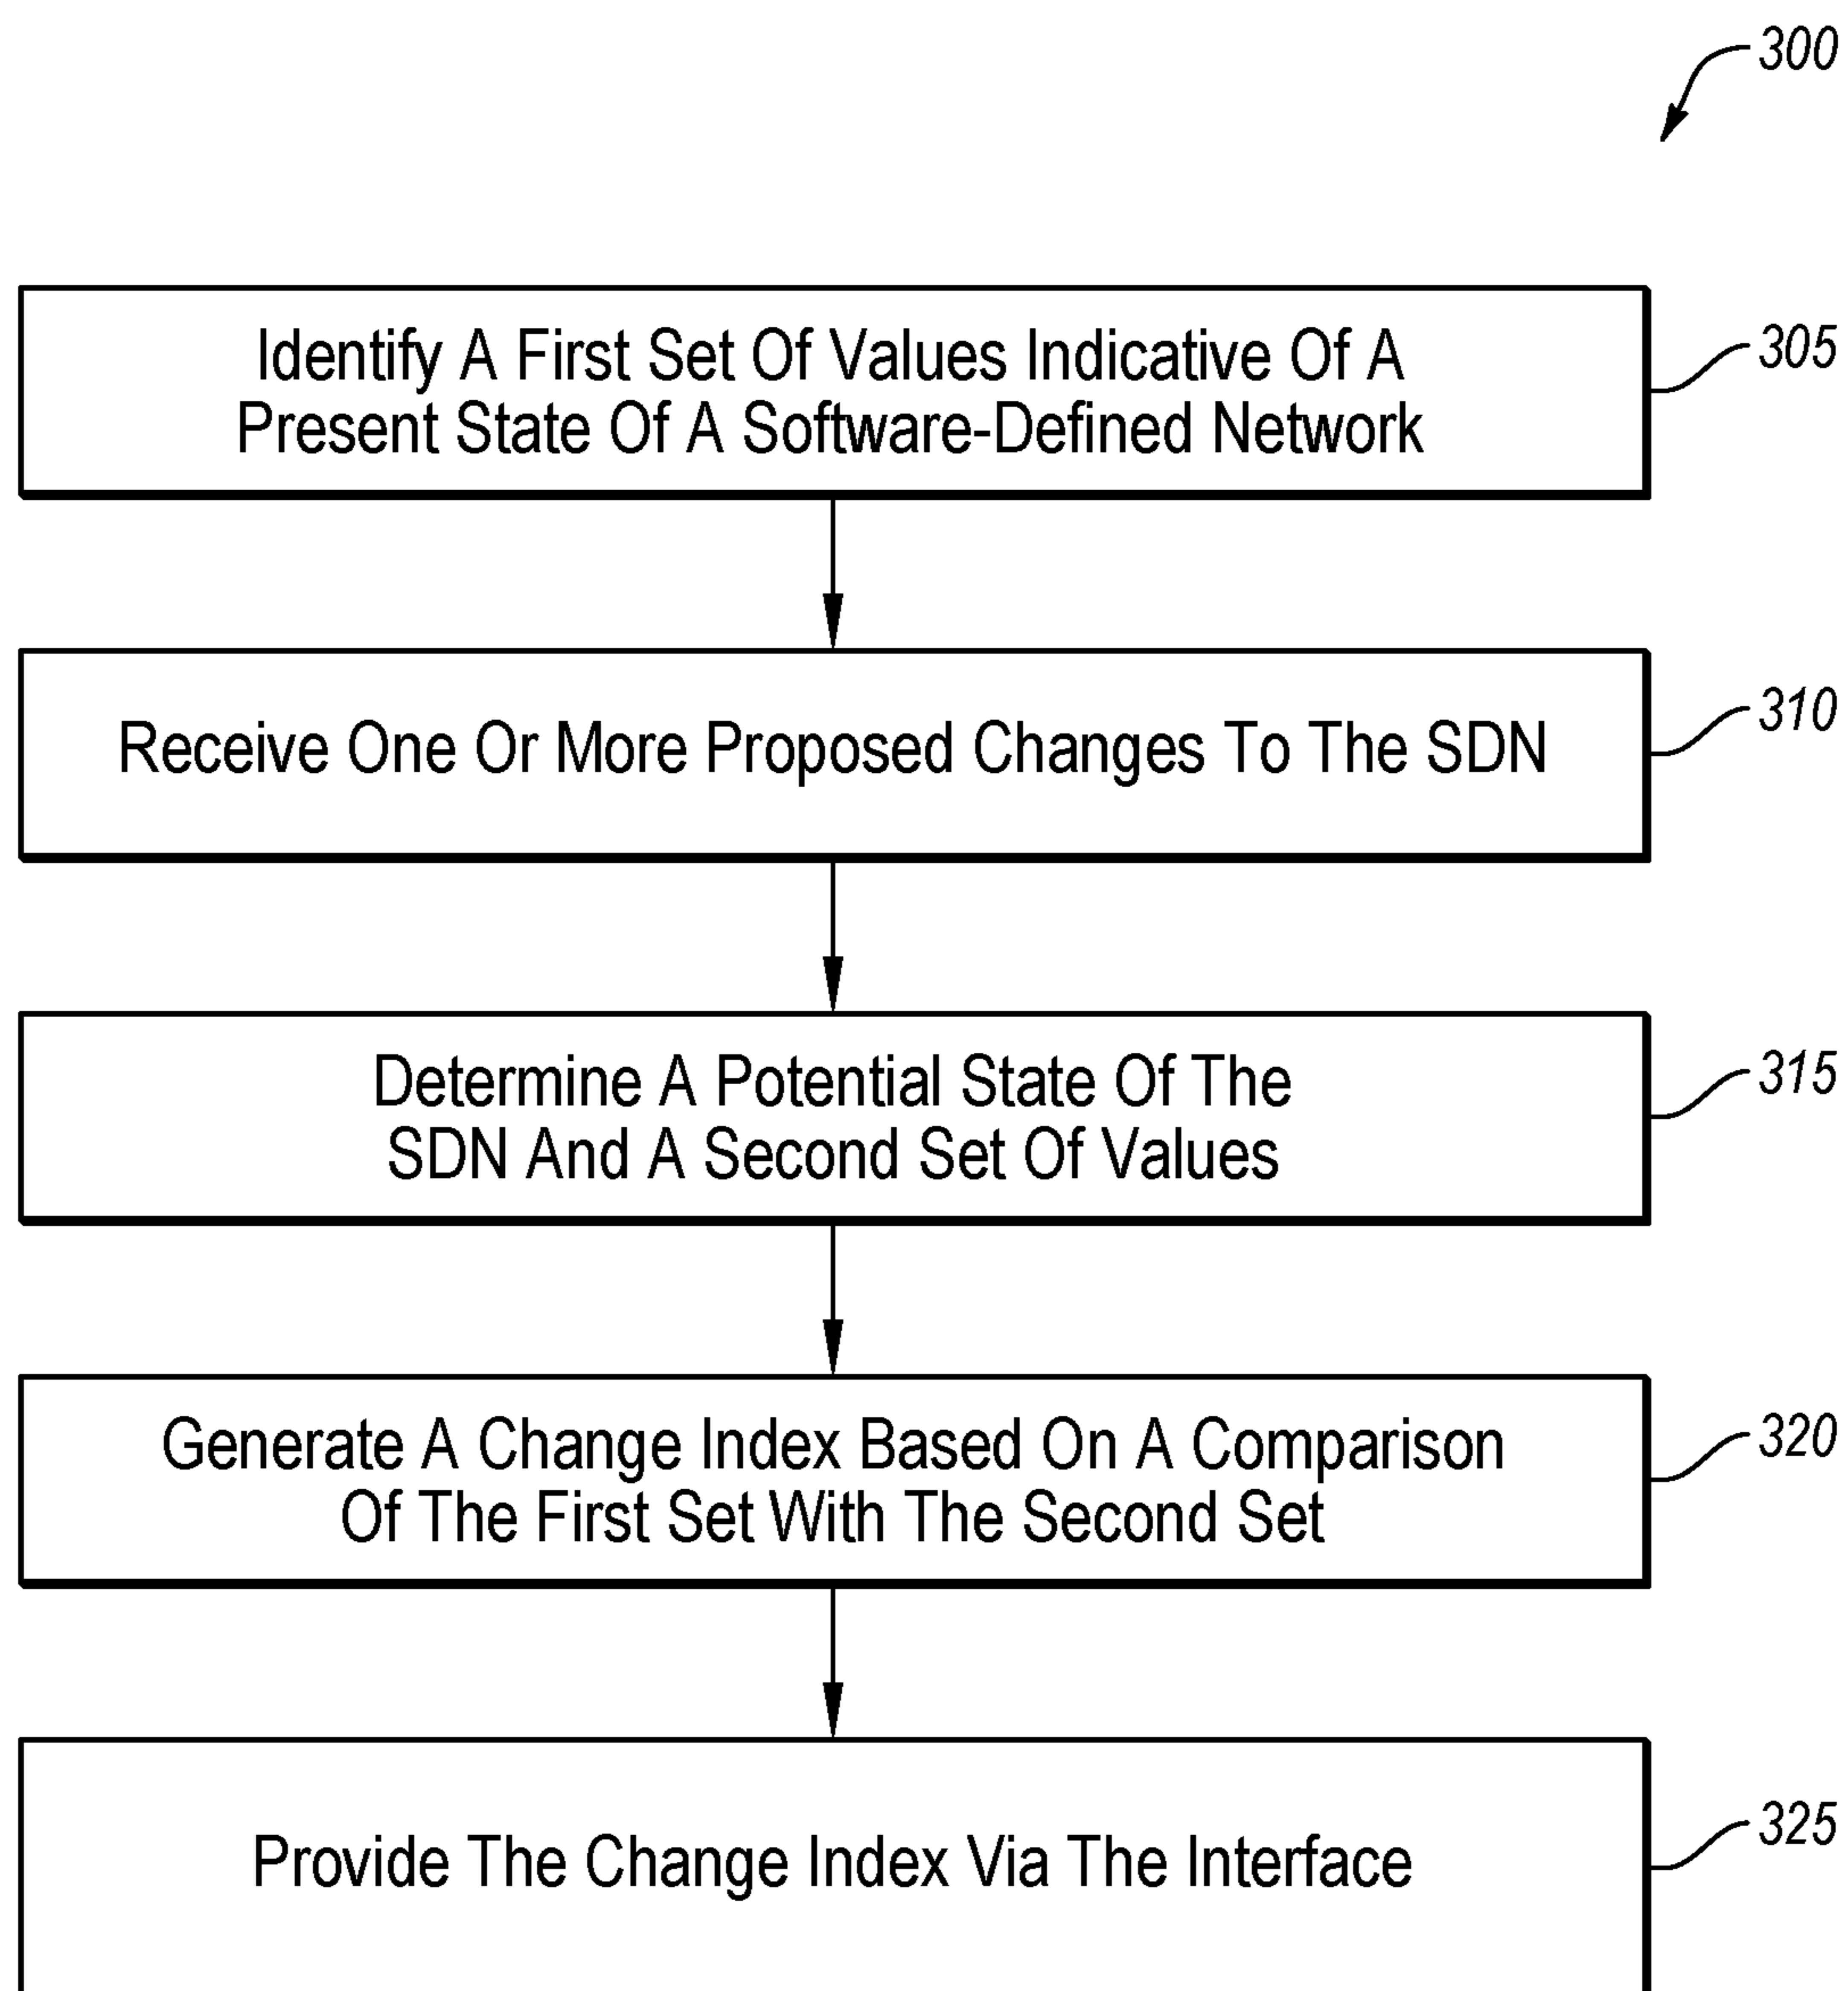 300
Identify A First Set Of Values Indicative Of A
Present State Of A Software-Defined Network
305
Receive One Or More Proposed Changes To The SDN
310
Determine A Potential State Of The
SDN And A Second Set Of Values
315
Generate A Change Index Based On A Comparison
Of The First Set With The Second Set
320
Provide The Change Index Via The Interface
325